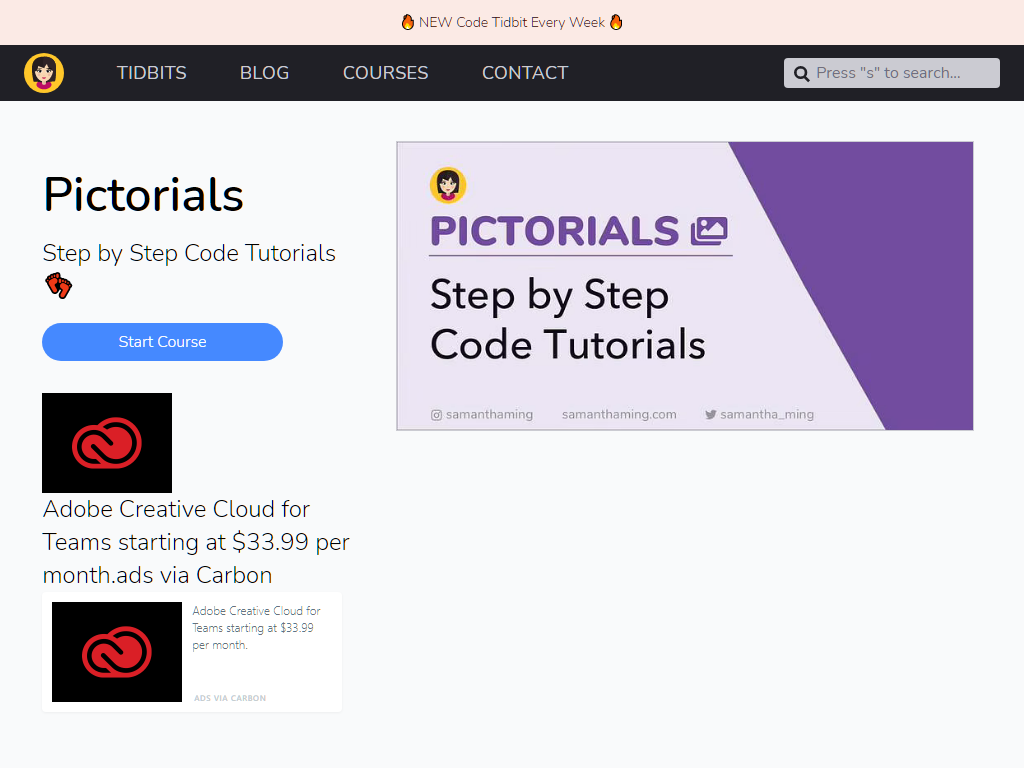 🔥 NEW Code Tidbit Every Week 🔥
TIDBITS BLOG COURSES CONTACT Press "s" to search...
Pictorials
Step by Step Code Tutorials
👣
Start Course
Adobe Creative Cloud for
Teams starting at $33.99 per
month.ads via Carbon
Adobe Creative Cloud for
Teams starting at $33.99
per month.
ADS VIA CARBON
PICTORIALS
Step by Step
Code Tutorials
samanthaming samanthaming.com samantha_ming